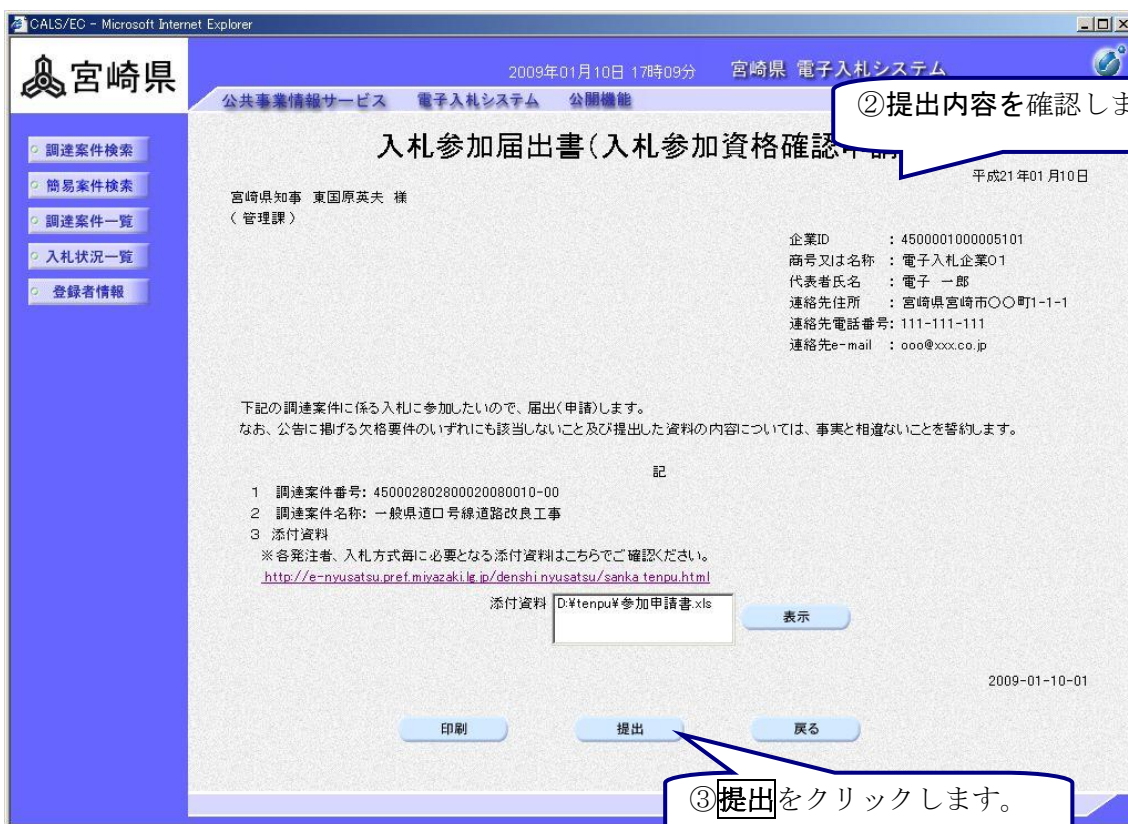 CALS/EC - Microsoft Internet Explorer
宮崎県
2009年01月10日 17時09分 宮崎県 電子入札システム
公共事業情報サービス 電子入札システム 公開機能
②提出内容を確認しま
調達案件検索
簡易案件検索
調達案件一覧
入札状況一覧
登録者情報
入札参加届出書(入札参加資格確認申請
平成21年01月10日
宮崎県知事 東国原英夫 様
(管理課)
企業ID : 4500001000005101
商号又は名称 : 電子入札企業01
代表者氏名 : 電子 一郎
連絡先住所 : 宮崎県宮崎市〇〇町1-1-1
連絡先電話番号: 111-111-111
連絡先e-mail : ooo@xxx.co.jp
下記の調達案件に係る入札に参加したいので、届出(申請)します。
なお、公告に掲げる欠格要件のいずれにも該当しないこと及び提出した資料の内容については、事実と相違ないことを誓約します。
記
1 調達案件番号: 450002802800020080010-00
2 調達案件名称: 一般県道口号線道路改良工事
3 添付資料
※各発注者、入札方式毎に必要となる添付資料はこちらでご確認ください。
http://e-nyusatsu.pref.miyazaki.lg.jp/denshi nyusatsu/sanka tenpu.html
添付資料 D:¥tenpu¥参加申請書.xls 表示
2009-01-10-01
印刷 提出 戻る
③提出をクリックします。